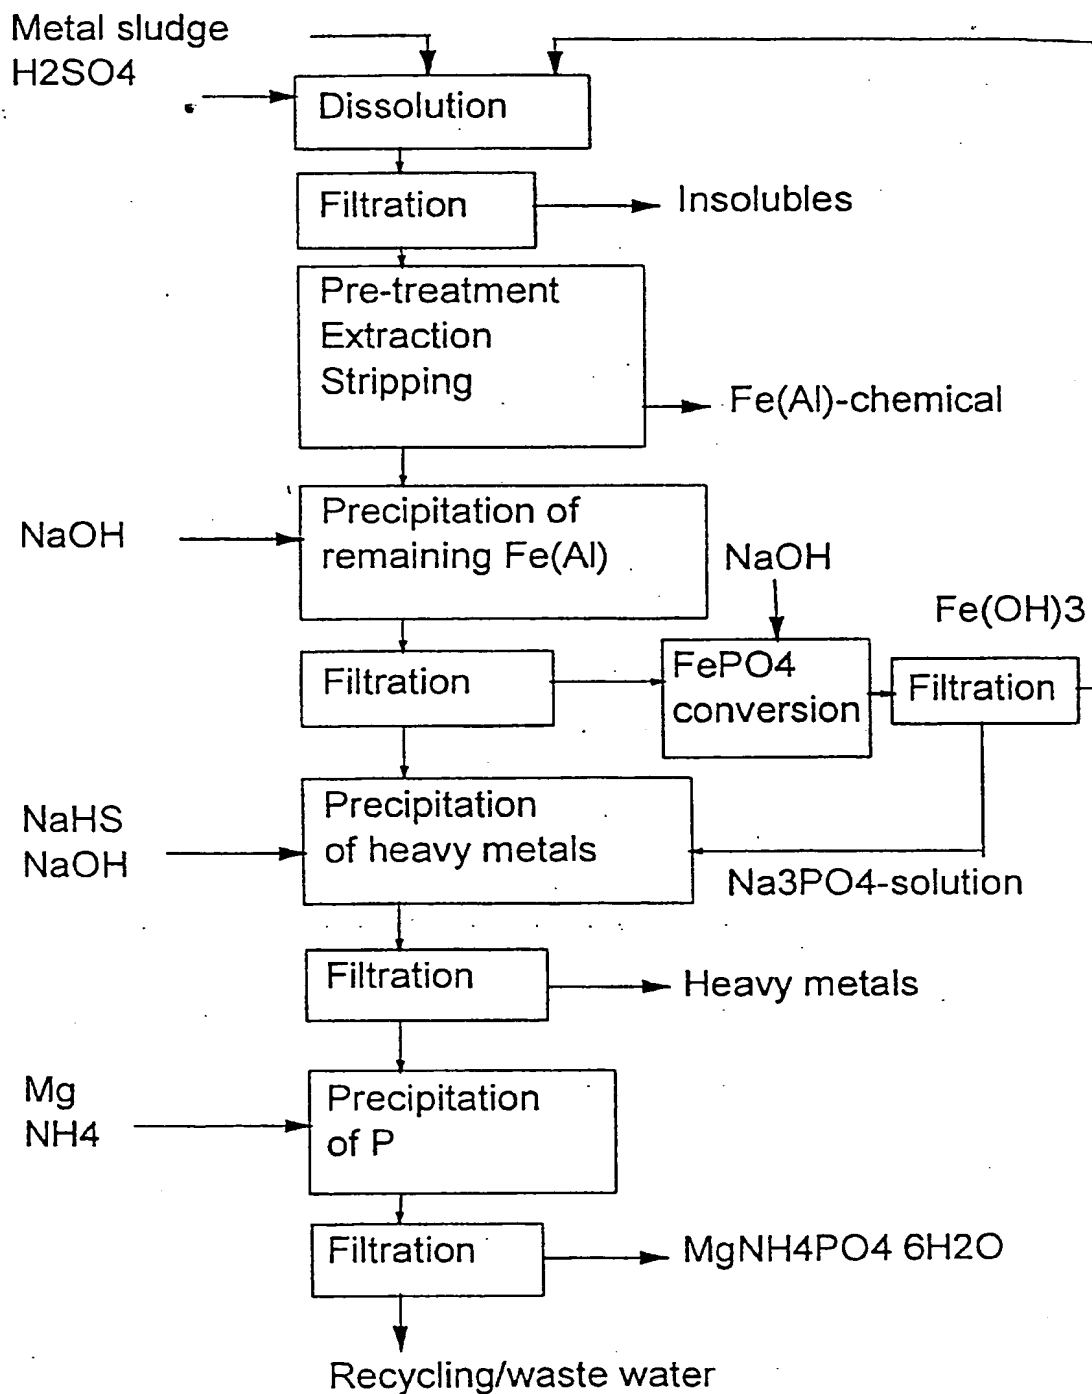 Metal sludge
H2SO4
Dissolution
Filtration
Insolubles
Pre-treatment
Extraction
Stripping
Fe(Al)-chemical
NaOH
Precipitation of
remaining Fe(Al)
NaOH
Fe(OH)3
Filtration
FePO4
conversion
Filtration
NaHS
NaOH
Precipitation
of heavy metals
Na3PO4-solution
Filtration
Heavy metals
Mg
NH4
Precipitation
of P
Filtration
MgNH4PO4 6H2O
Recycling/waste water